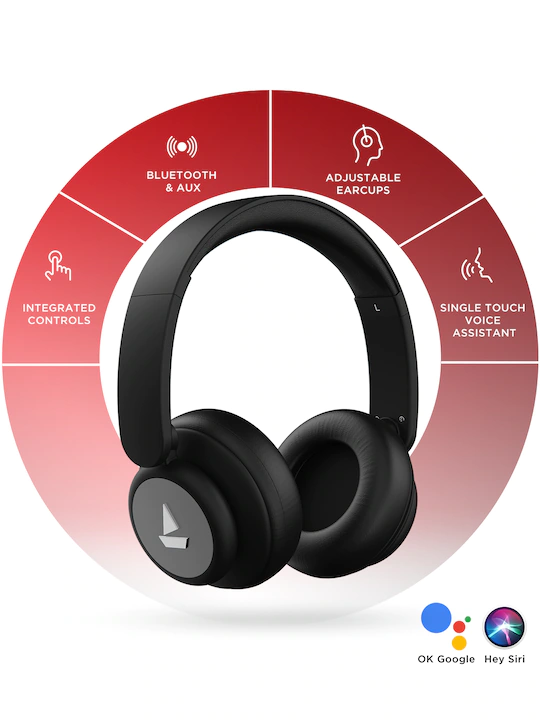 BLUETOOTH
& AUX
ADJUSTABLE
EARCUPS
INTEGRATED
CONTROLS
SINGLE TOUCH
VOICE
ASSISTANT
L
OK Google
Hey Siri